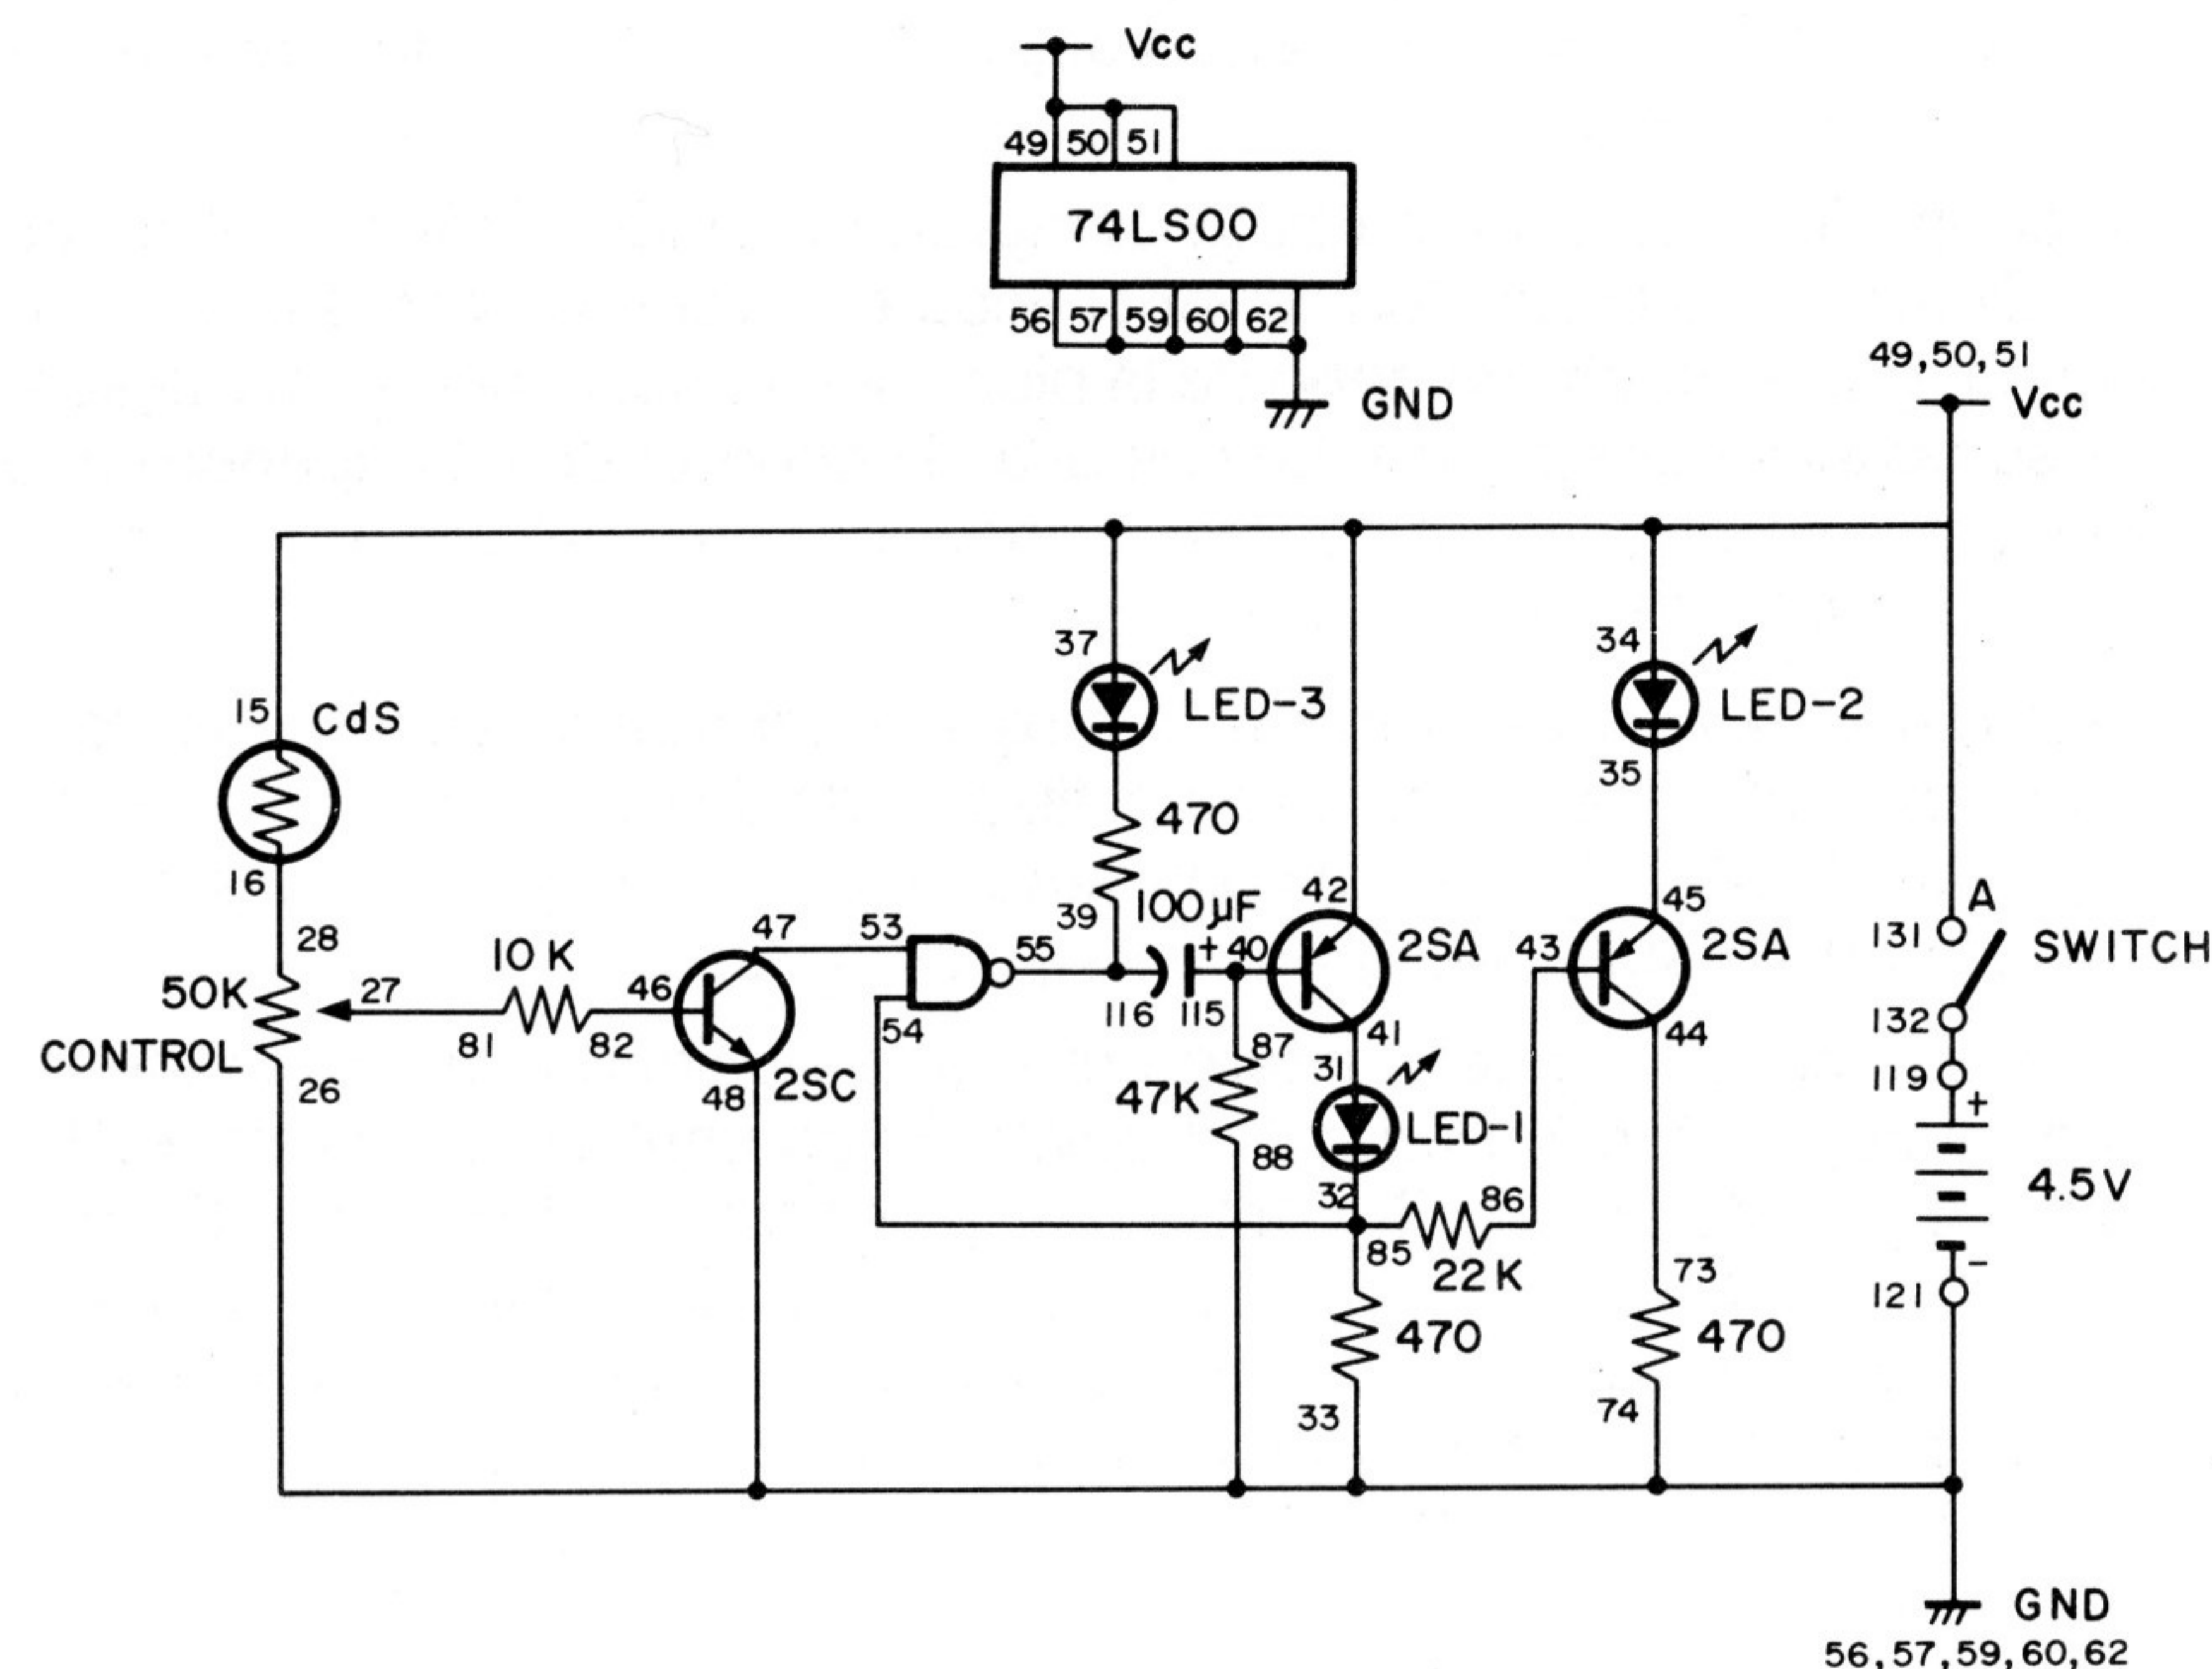 Vcc
49 50 51
74LS00
56 57 59 60 62
GND
49,50,51
Vcc
37
34
LED-3
LED-2
15
CdS
35
16
470
39
100µF
42
45
A
131
SWITCH
28
47
53
55
+
40
2SA
43
2SA
10K
50K
27
46
116
115
41
44
132
CONTROL
81
82
54
87
31
119
+
26
48
2SC
47K
LED-1
88
32
86
4.5V
85
22K
73
-
121
470
470
33
74
GND
56,57,59,60,62